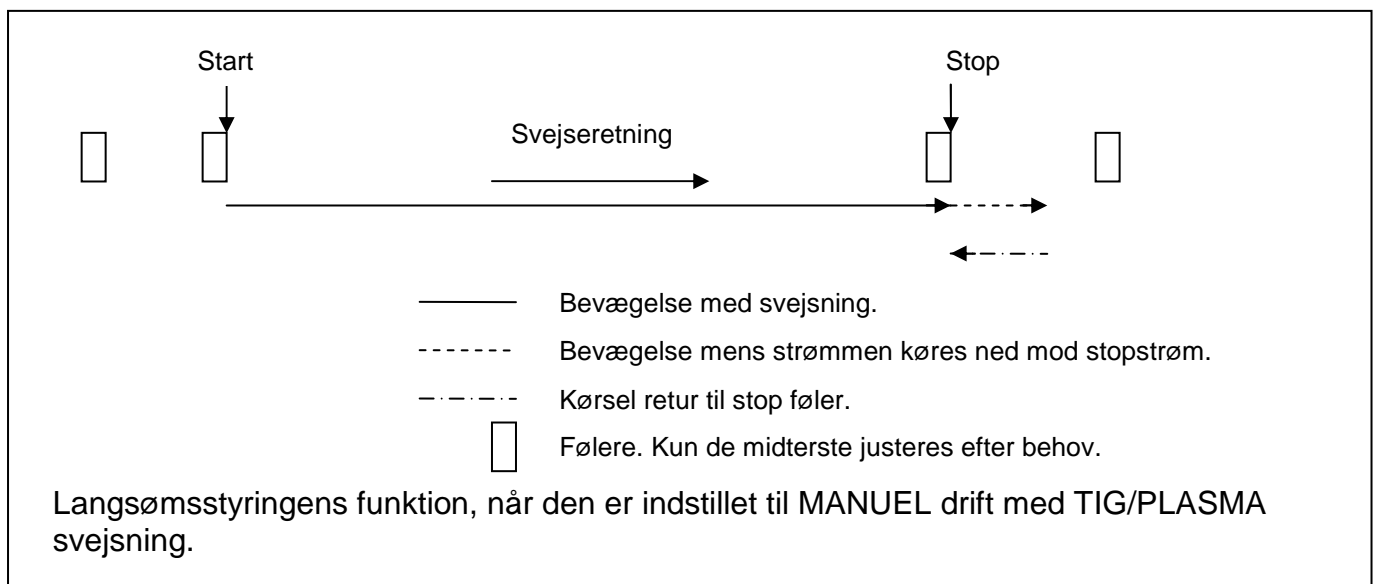 Start
Stop
Svejseretning
Bevægelse med svejsning.
Bevægelse mens strømmen køres ned mod stopstrøm.
Kørsel retur til stop føler.
Følere. Kun de midterste justeres efter behov.
Langsømsstyringens funktion, når den er indstillet til MANUEL drift med TIG/PLASMA
svejsning.